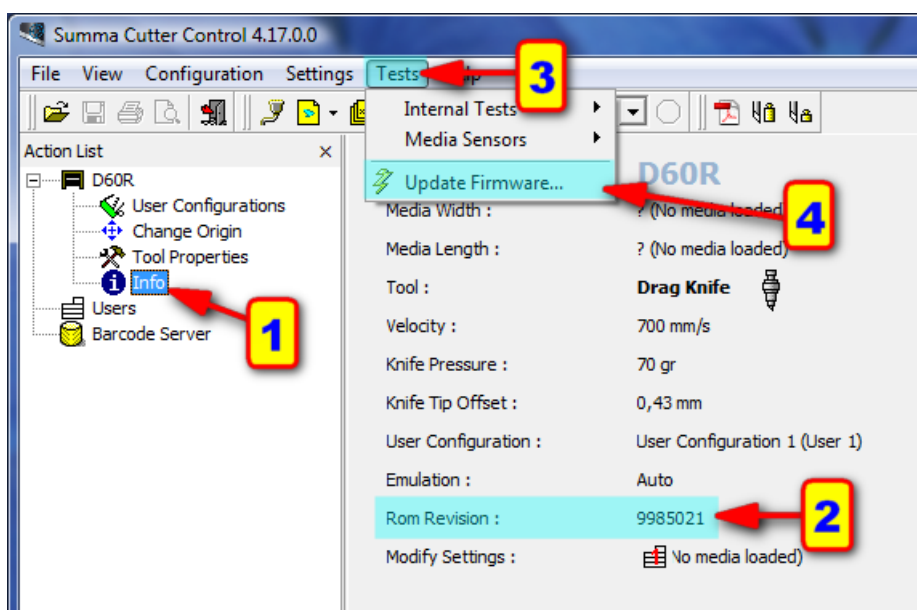 Summa Cutter Control 4.17.0.0
File View Configuration Settings Tests
3
Internal Tests
Media Sensors
Update Firmware...
4
Action List
D60R
User Configurations
Change Origin
Tool Properties
Info
1
Users
Barcode Server
D60R
Media Width : ? (No media loaded)
Media Length : ? (No media loaded)
Tool : Drag Knife
Velocity : 700 mm/s
Knife Pressure : 70 gr
Knife Tip Offset : 0,43 mm
User Configuration : User Configuration 1 (User 1)
Emulation : Auto
Rom Revision : 9985021
2
Modify Settings : No media loaded)